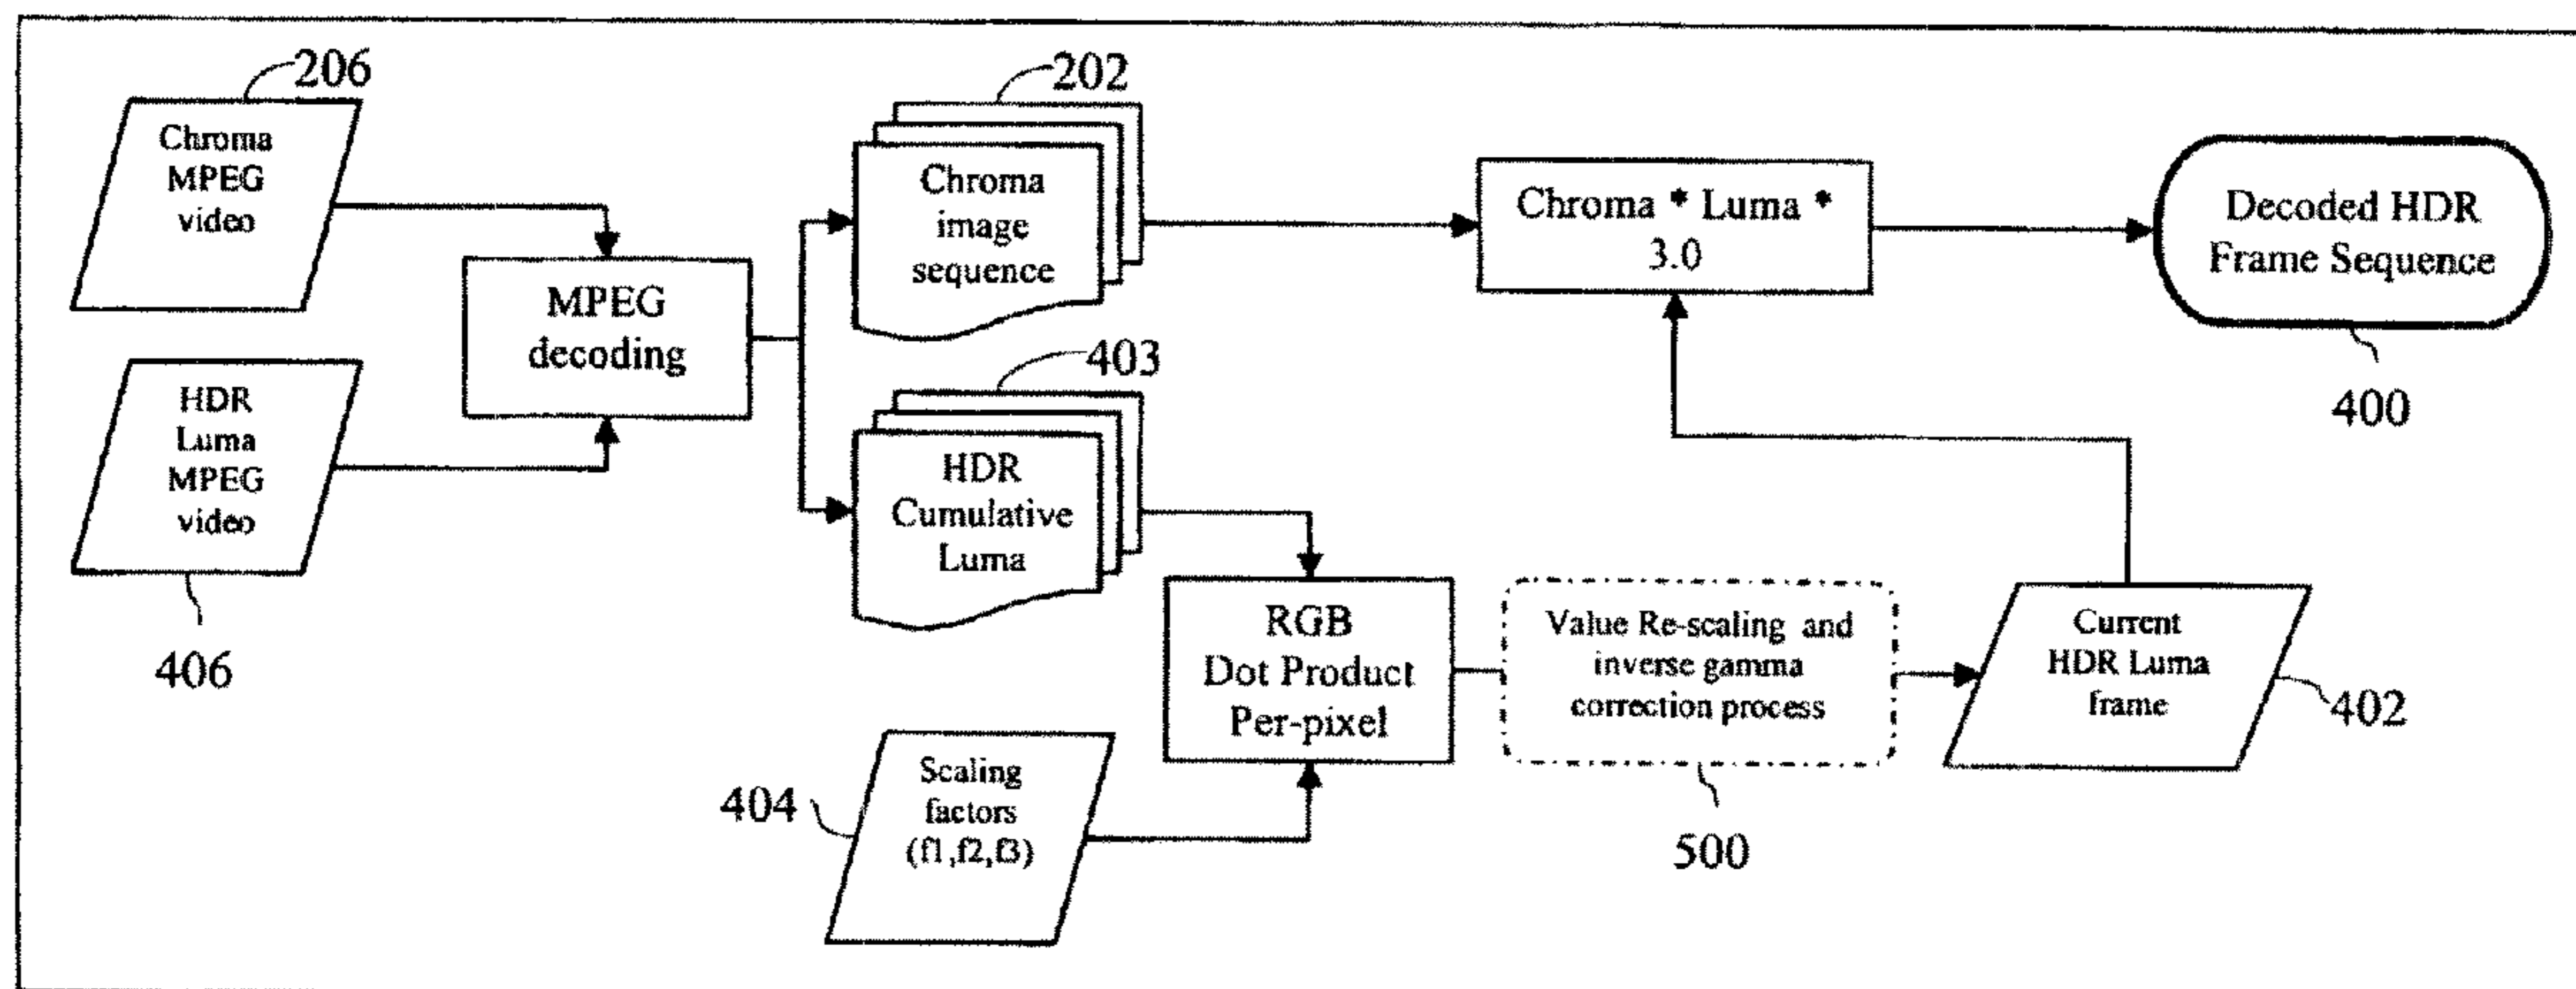 206
Chroma
MPEG
video
MPEG
decoding
HDR
Luma
MPEG
video
406
202
Chroma
image
sequence
403
HDR
Cumulative
Luma
Scaling
factors
(f1,f2,f3)
404
RGB
Dot Product
Per-pixel
Value Re-scaling and
inverse gamma
correction process
500
Current
HDR Luma
frame
402
Chroma * Luma *
3.0
Decoded HDR
Frame Sequence
400